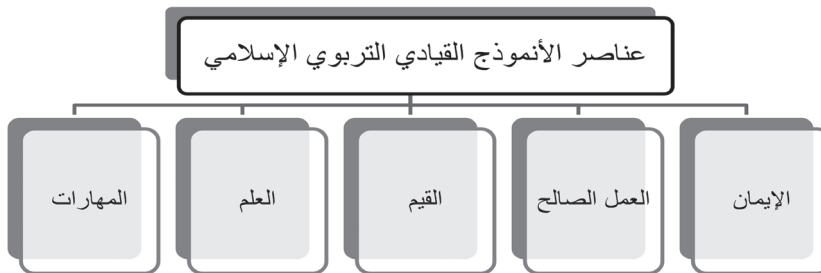 عناصر الأنموذج القيادي التربوي الإسلامي
الإيمان
العمل الصالح
القيم
العلم
المهارات